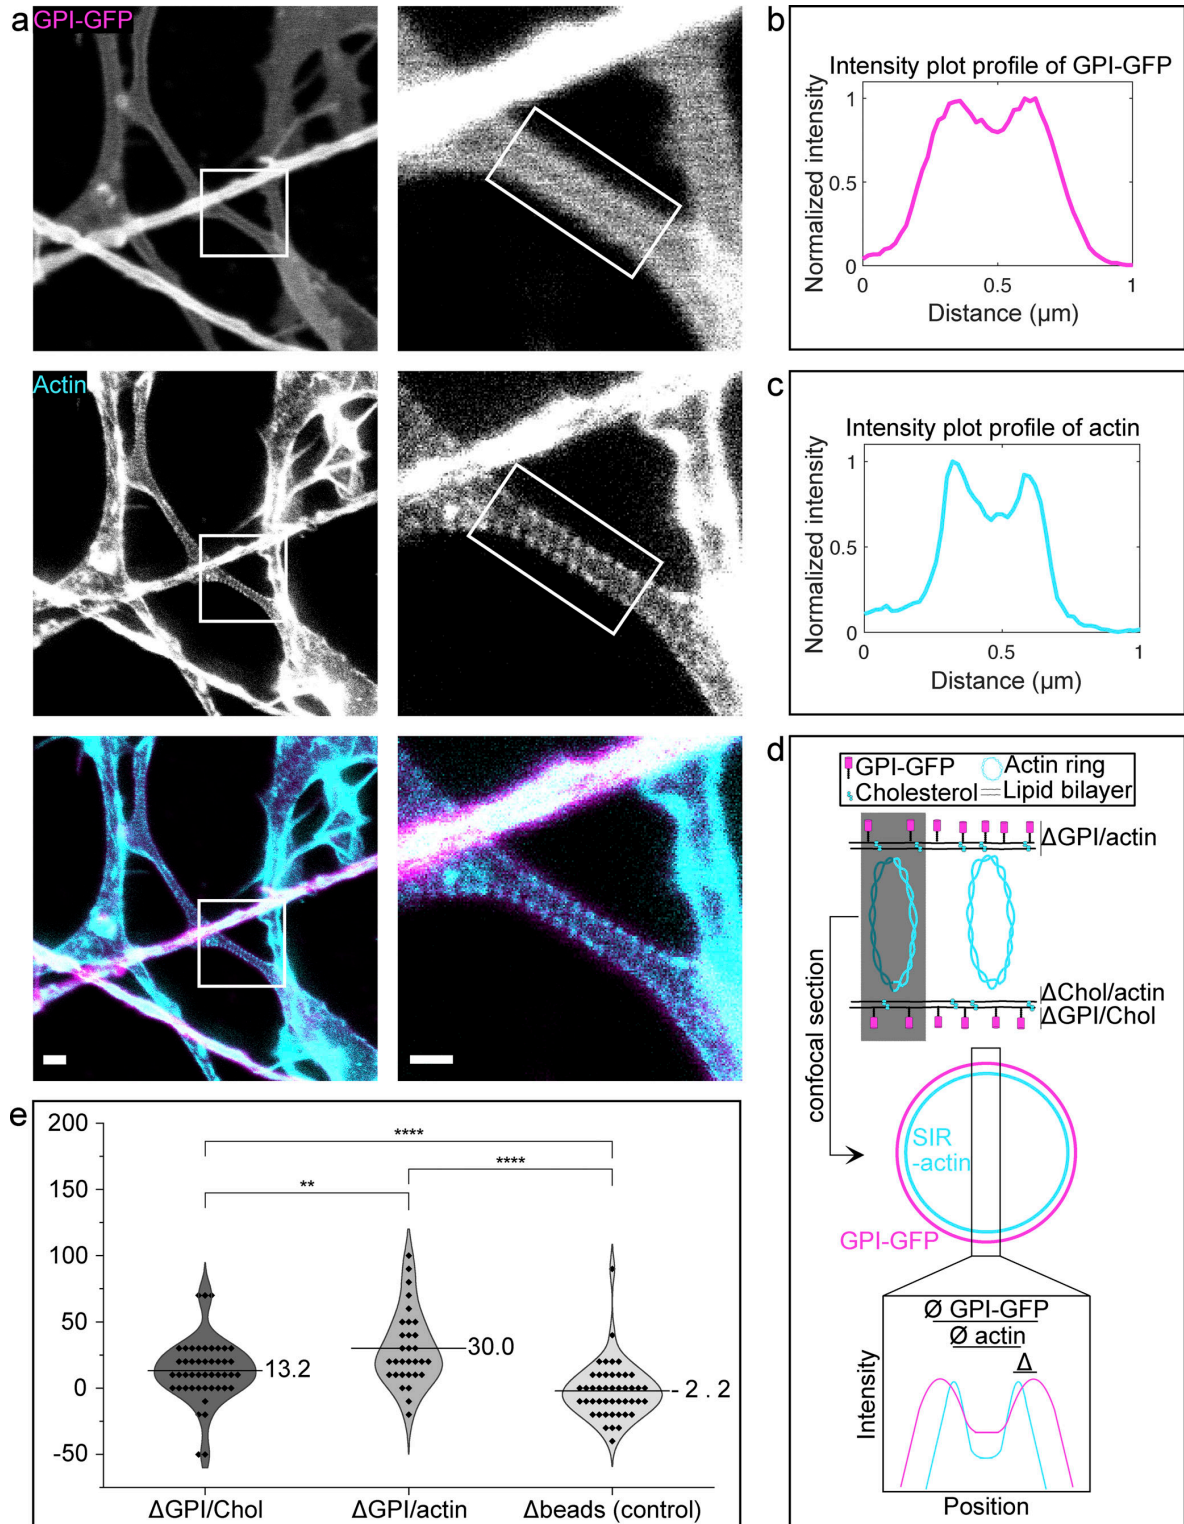 a
GPI-GFP
Actin
b
Intensity plot profile of GPI-GFP
Normalized intensity
1
0.5
0
0
0.5
1
Distance (µm)
c
Intensity plot profile of actin
Normalized intensity
1
0.5
0
0
0.5
1
Distance (µm)
d
GPI-GFP
Actin ring
Cholesterol
Lipid bilayer
ΔGPI/actin
ΔChol/actin
ΔGPI/Chol
confocal section
SIR
-actin
GPI-GFP
Ø GPI-GFP
Ø actin
Δ
Intensity
Position
e
200
150
100
50
0
-50
****
****
**
13.2
30.0
-2.2
ΔGPI/Chol
ΔGPI/actin
Δbeads (control)